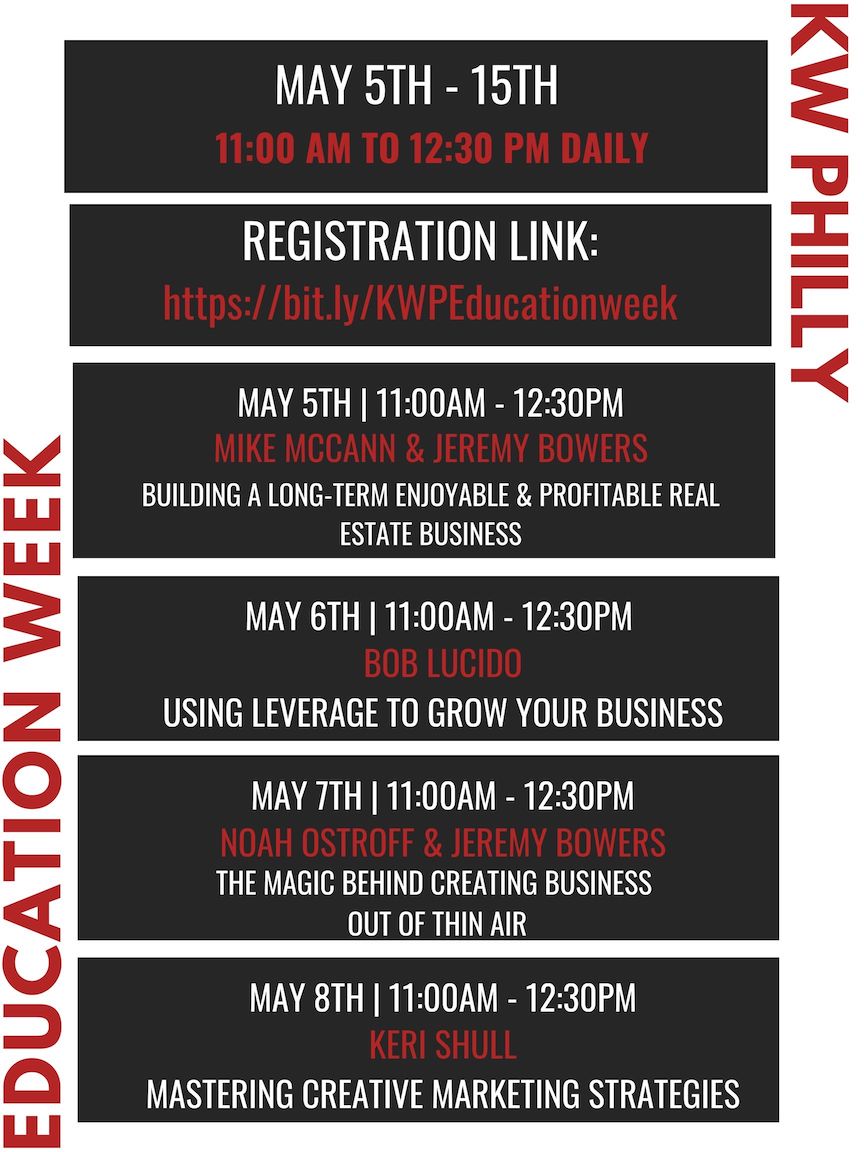 KW PHILLY
MAY 5TH - 15TH
11:00 AM TO 12:30 PM DAILY
REGISTRATION LINK:
https://bit.ly/KWPEducationweek
MAY 5TH | 11:00AM - 12:30PM
MIKE MCCANN & JEREMY BOWERS
BUILDING A LONG-TERM ENJOYABLE & PROFITABLE REAL
ESTATE BUSINESS
MAY 6TH | 11:00AM - 12:30PM
BOB LUCIDO
USING LEVERAGE TO GROW YOUR BUSINESS
MAY 7TH | 11:00AM - 12:30PM
NOAH OSTROFF & JEREMY BOWERS
THE MAGIC BEHIND CREATING BUSINESS
OUT OF THIN AIR
MAY 8TH | 11:00AM - 12:30PM
KERI SHULL
MASTERING CREATIVE MARKETING STRATEGIES
EDUCATION WEEK